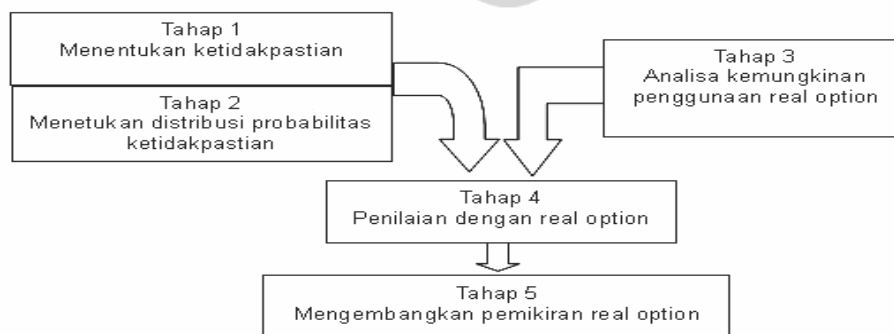 Tahap 1
Menentukan ketidakpastian
Tahap 2
Menetukan distribusi probabilitas
ketidakpastian
Tahap 3
Analisa kemungkinan
penggunaan real option
Tahap 4
Penilaian dengan real option
Tahap 5
Mengembangkan pemikiran real option